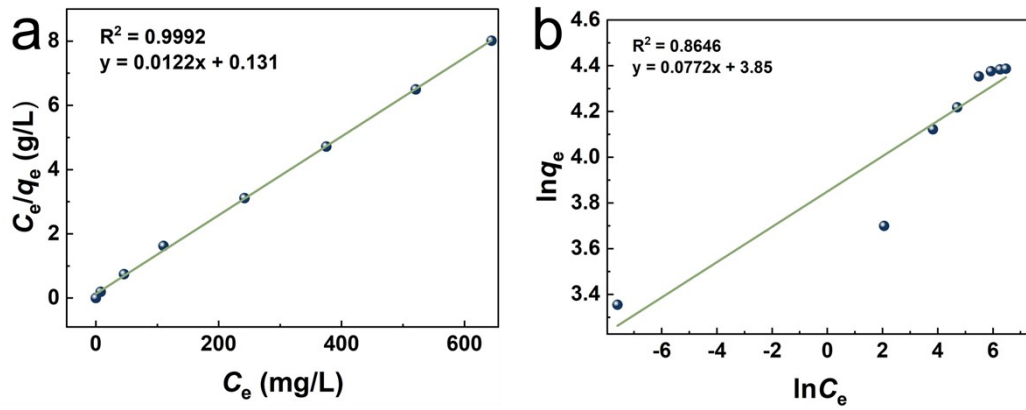 a
R² = 0.9992
y = 0.0122x + 0.131
8
6
4
2
0
0 200 400 600
Cₑ/qₑ (g/L)
Cₑ (mg/L)
b
R² = 0.8646
y = 0.0772x + 3.85
4.6
4.4
4.2
4.0
3.8
3.6
3.4
-6 -4 -2 0 2 4 6
lnqₑ
lnCₑ